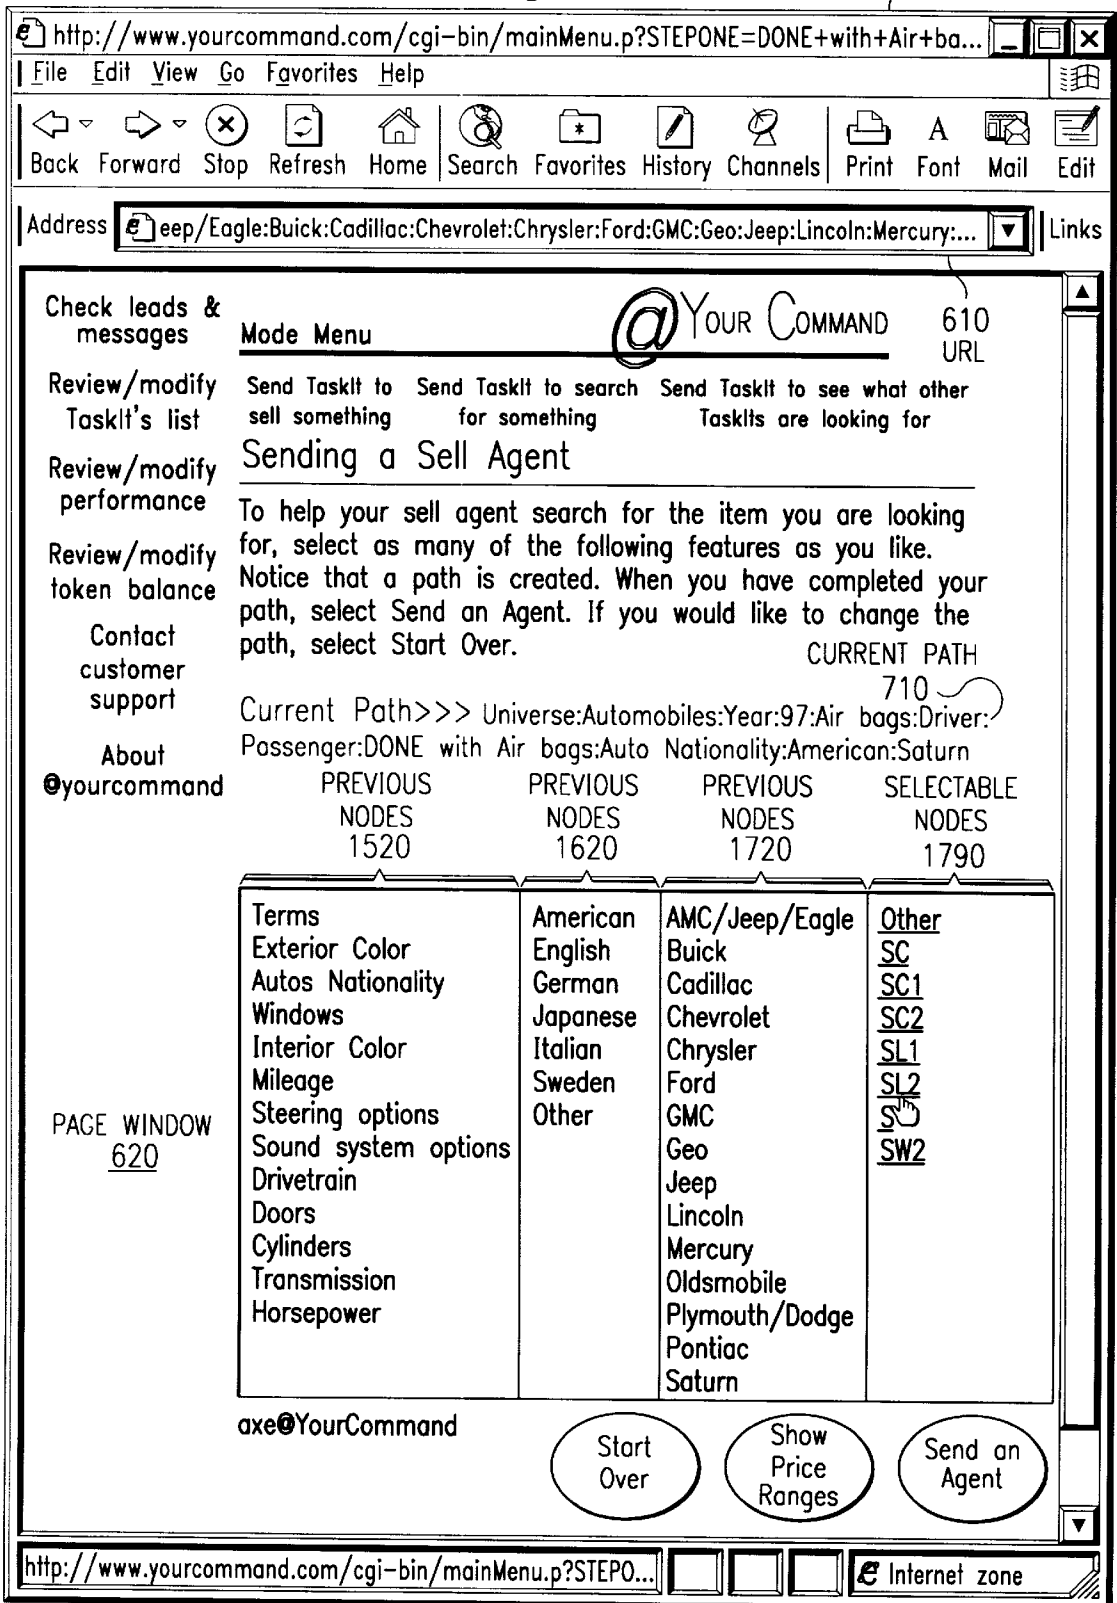 http://www.yourcommand.com/cgi-bin/mainMenu.p?STEPONE=DONE+with+Air+ba...
File Edit View Go Favorites Help
Back Forward Stop Refresh Home Search Favorites History Channels Print Font Mail Edit
Address eep/Eagle:Buick:Cadillac:Chevrolet:Chrysler:Ford:GMC:Geo:Jeep:Lincoln:Mercury:... Links
610
URL
@YOUR COMMAND
Check leads &
messages
Review/modify
TaskIt's list
Review/modify
performance
Review/modify
token balance
Contact
customer
support
About
@yourcommand
Mode Menu
Send TaskIt to
sell something
Send TaskIt to search
for something
Send TaskIt to see what other
TaskIts are looking for
Sending a Sell Agent
To help your sell agent search for the item you are looking
for, select as many of the following features as you like.
Notice that a path is created. When you have completed your
path, select Send an Agent. If you would like to change the
path, select Start Over.
CURRENT PATH
710
Current Path>>> Universe:Automobiles:Year:97:Air bags:Driver:
Passenger:DONE with Air bags:Auto Nationality:American:Saturn
PREVIOUS
NODES
1520
PREVIOUS
NODES
1620
PREVIOUS
NODES
1720
SELECTABLE
NODES
1790
Terms
Exterior Color
Autos Nationality
Windows
Interior Color
Mileage
Steering options
Sound system options
Drivetrain
Doors
Cylinders
Transmission
Horsepower
American
English
German
Japanese
Italian
Sweden
Other
AMC/Jeep/Eagle
Buick
Cadillac
Chevrolet
Chrysler
Ford
GMC
Geo
Jeep
Lincoln
Mercury
Oldsmobile
Plymouth/Dodge
Pontiac
Saturn
Other
SC
SC1
SC2
SL1
SL2
SW2
PAGE WINDOW
620
axe@YourCommand
Start
Over
Show
Price
Ranges
Send an
Agent
http://www.yourcommand.com/cgi-bin/mainMenu.p?STEPO...
Internet zone